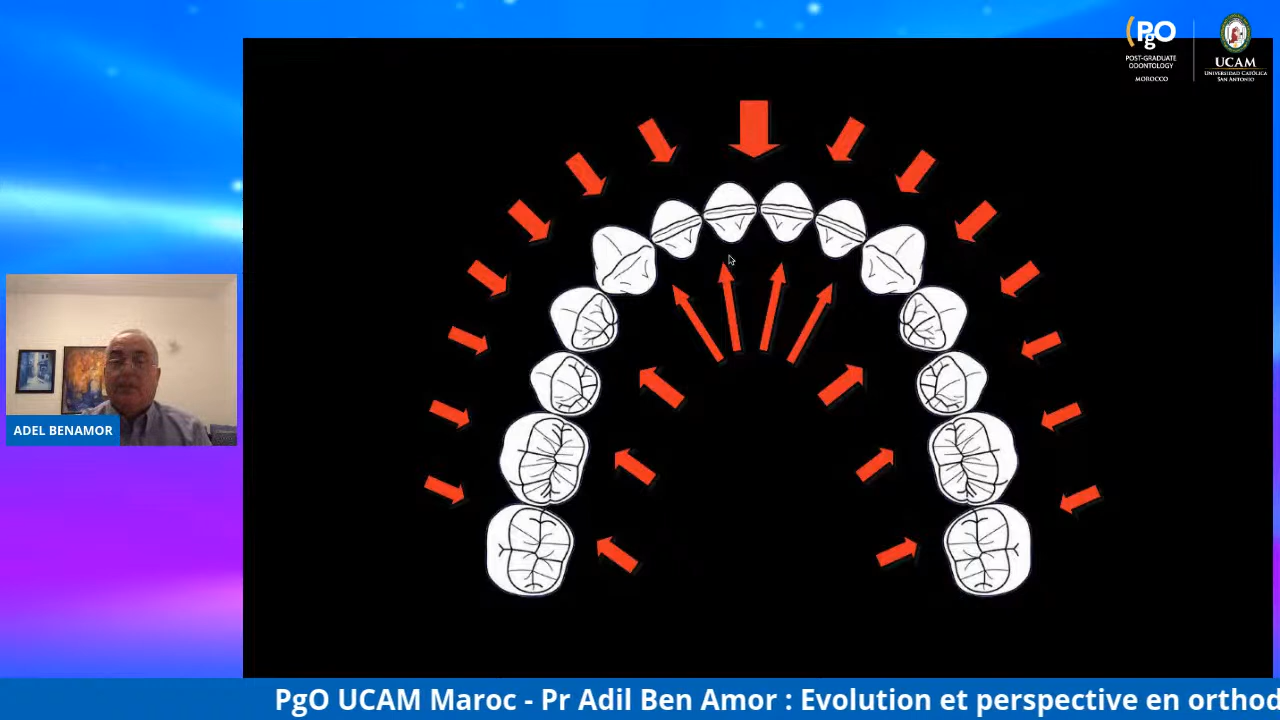 PgO
POST-GRADUATE
ODONTOLOGY
MOROCCO
UCAM
UNIVERSIDAD CATÓLICA
SAN ANTONIO
ADEL BENAMOR
PgO UCAM Maroc - Pr Adil Ben Amor : Evolution et perspective en orthod